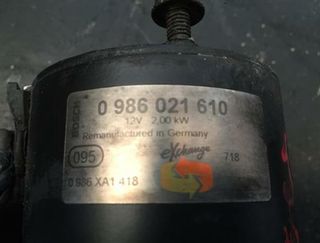 BOSCH
0 986 021 610
12V 2,00 kW
Remanufactured in Germany
095
eXchange
718
0 986 XA1 418